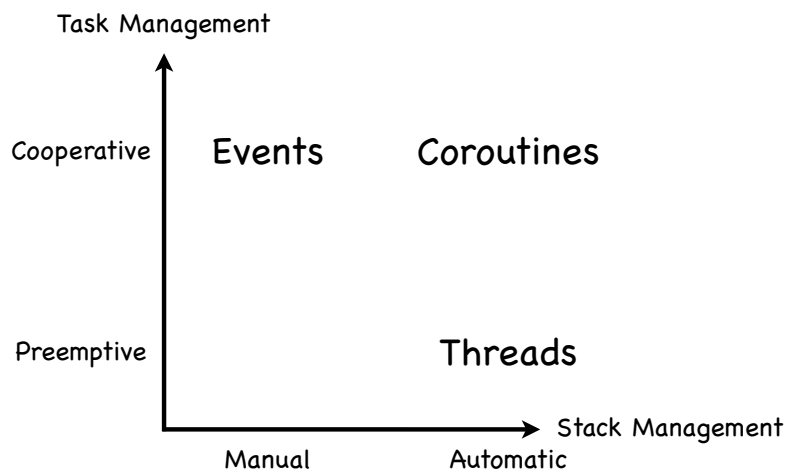 Task Management
Cooperative Events Coroutines
Preemptive Threads
Stack Management
Manual Automatic